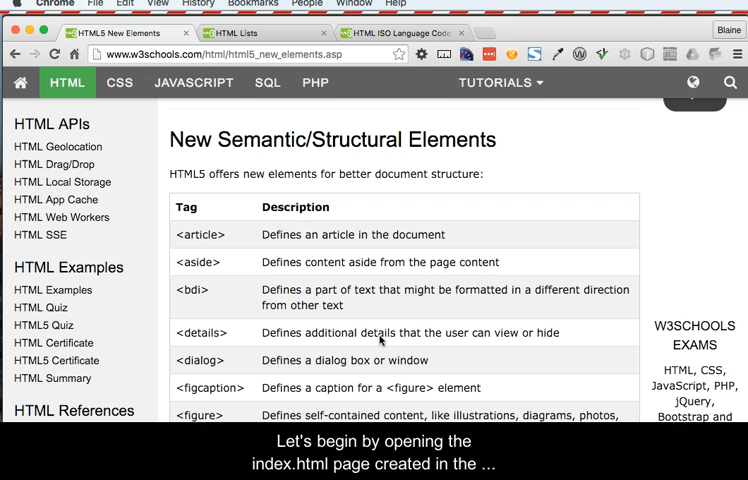 Chrome File Edit View History Bookmarks People Window Help
HTML5 New Elements
HTML Lists
HTML ISO Language Code
Blaine
www.w3schools.com/html/html5_new_elements.asp
HTML CSS JAVASCRIPT SQL PHP TUTORIALS
HTML APIs
HTML Geolocation
HTML Drag/Drop
HTML Local Storage
HTML App Cache
HTML Web Workers
HTML SSE
HTML Examples
HTML Examples
HTML Quiz
HTML5 Quiz
HTML Certificate
HTML5 Certificate
HTML Summary
HTML References
New Semantic/Structural Elements
HTML5 offers new elements for better document structure:
Tag Description
<article> Defines an article in the document
<aside> Defines content aside from the page content
<bdi> Defines a part of text that might be formatted in a different direction
from other text
<details> Defines additional details that the user can view or hide
<dialog> Defines a dialog box or window
<figcaption> Defines a caption for a <figure> element
<figure> Defines self-contained content, like illustrations, diagrams, photos,
W3SCHOOLS
EXAMS
HTML, CSS,
JavaScript, PHP,
jQuery,
Bootstrap and
Let's begin by opening the
index.html page created in the ...